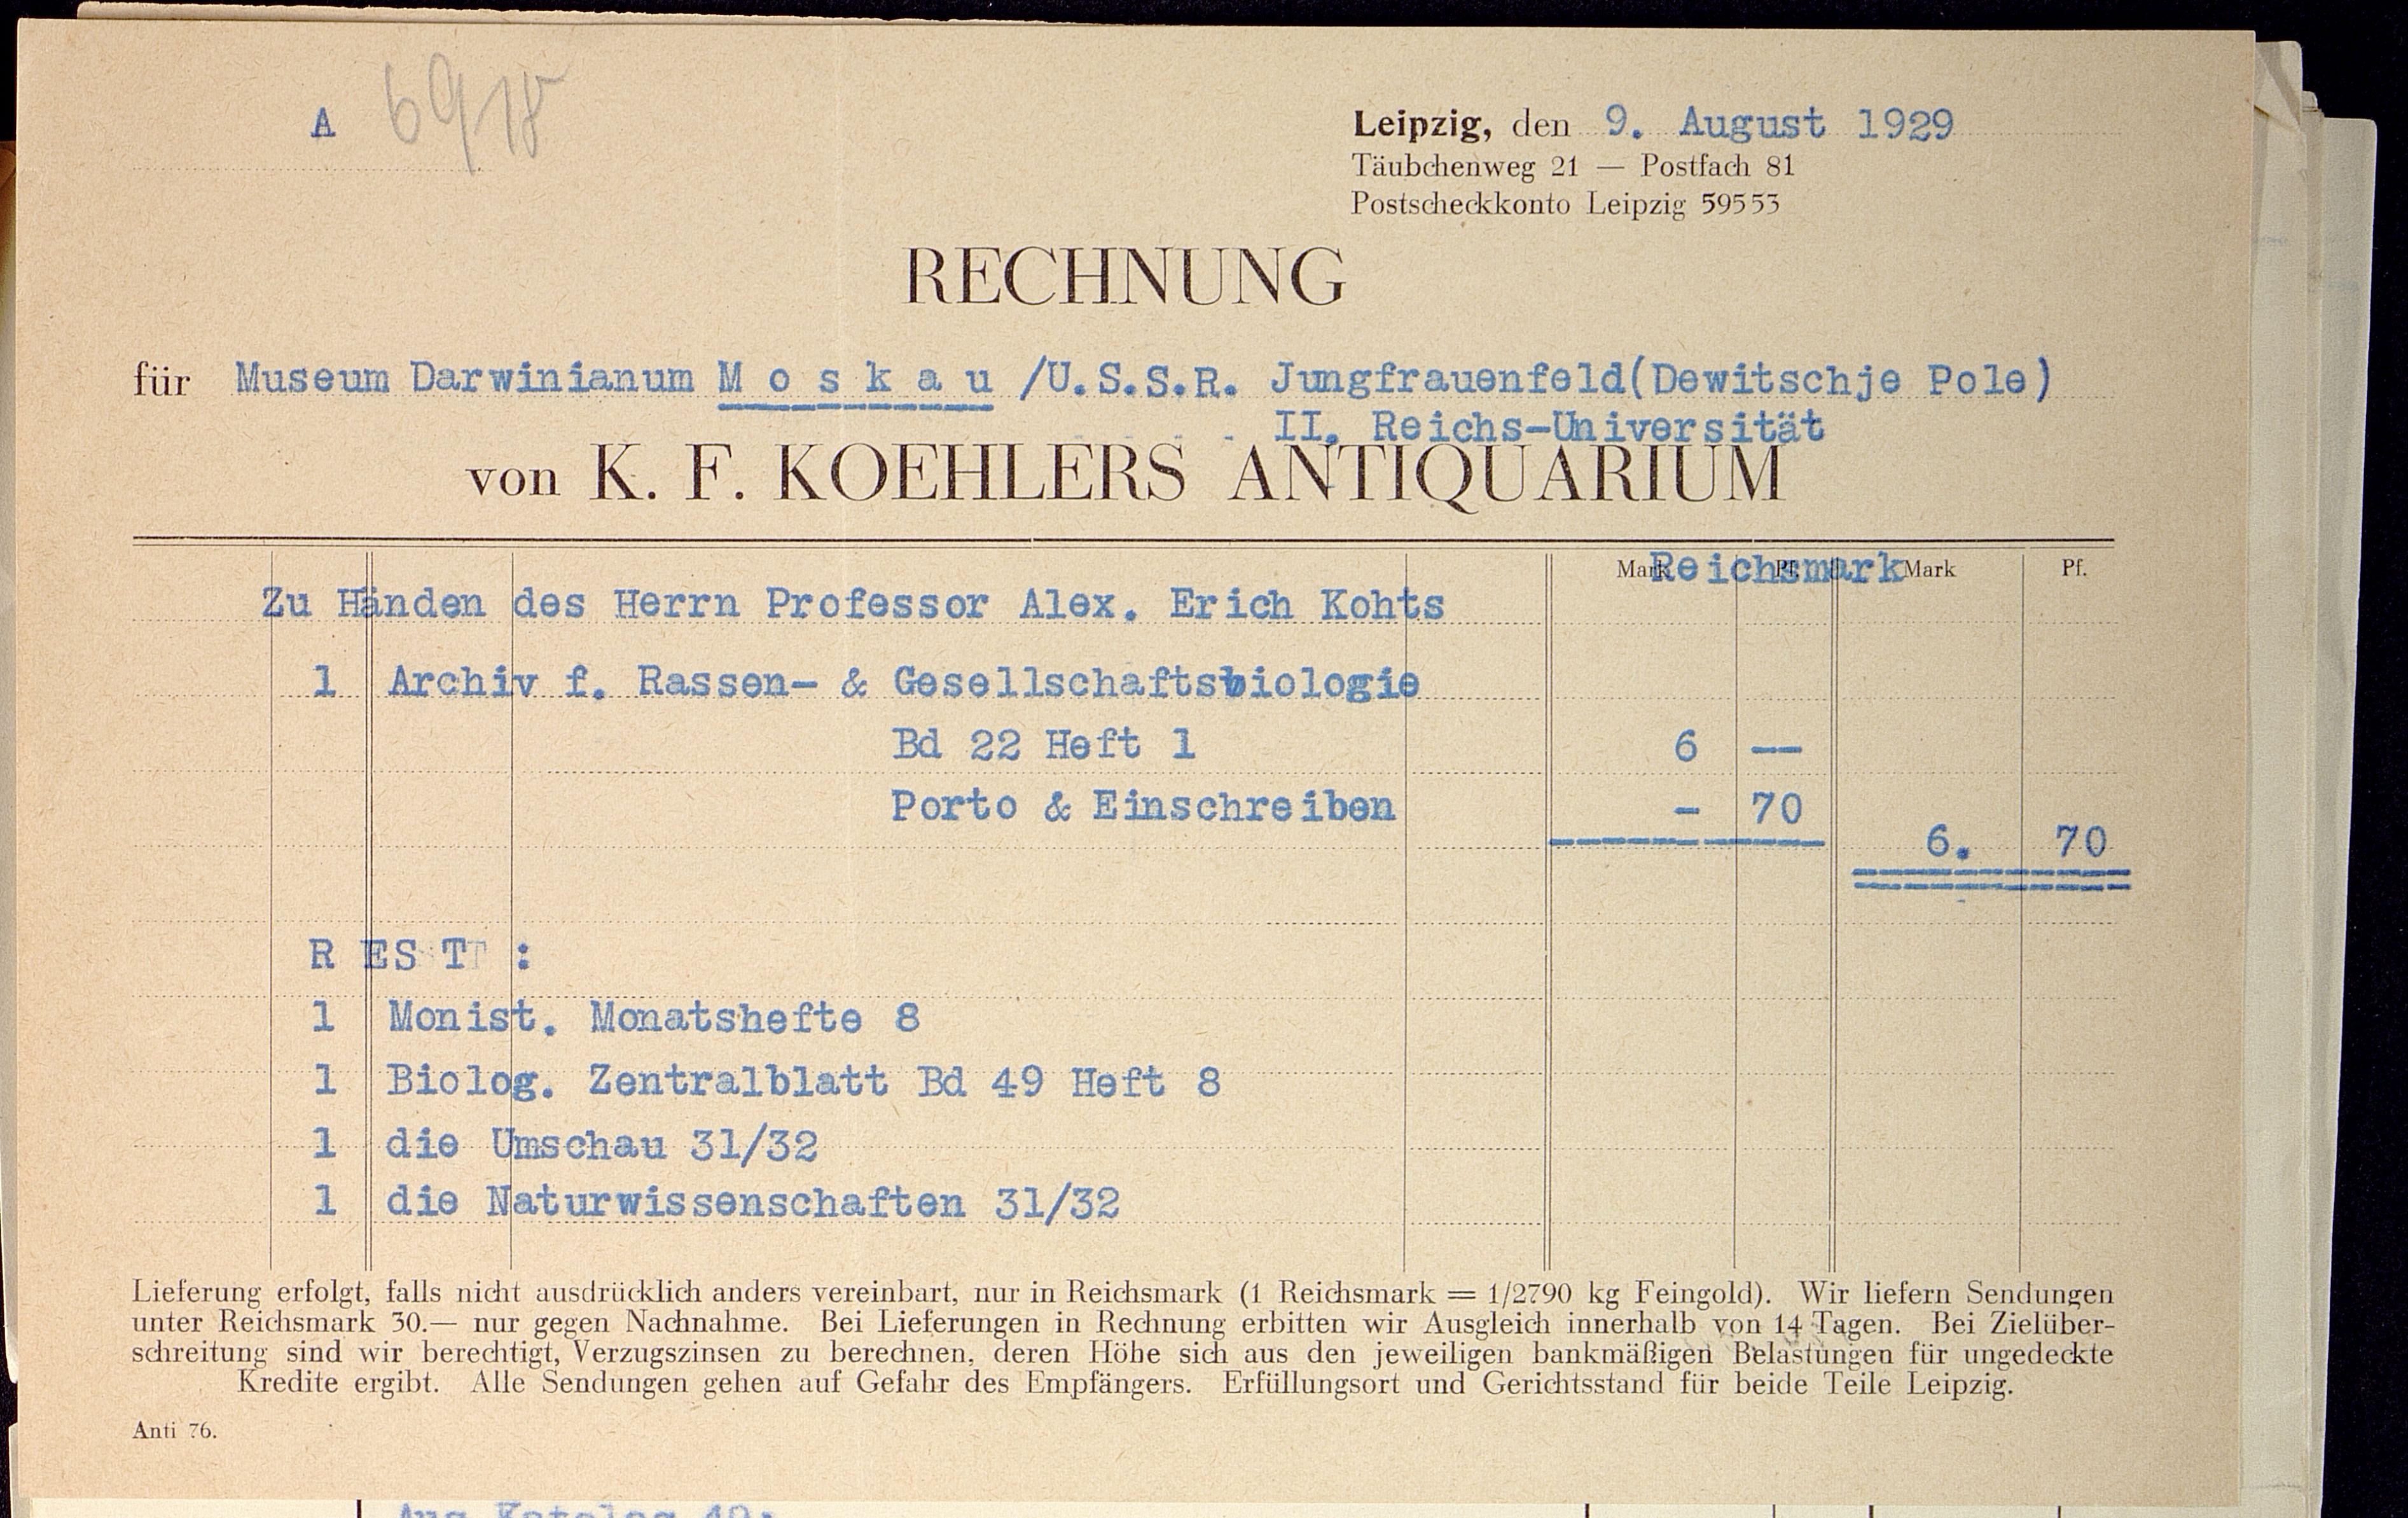 A
Leipzig, den 9. August 1929
Täubchenweg 21 — Postfach 81
Postscheckkonto Leipzig 59553
RECHNUNG
für Museum Darwinianum M o s k a u /U.S.S.R. Jungfrauenfeld(Dewitschje Pole)
II. Reichs-Universität
von K. F. KOEHLERS ANTIQUARIUM
Mark Pf. Reichsmark Mark Pf.
Zu Händen des Herrn Professor Alex. Erich Kohts
1 Archiv f. Rassen- & Gesellschaftsbiologie
Bd 22 Heft 1 6 —
Porto & Einschreiben - 70
6. 70
R E S T :
1 Monist. Monatshefte 8
1 Biolog. Zentralblatt Bd 49 Heft 8
1 die Umschau 31/32
1 die Naturwissenschaften 31/32
Lieferung erfolgt, falls nicht ausdrücklich anders vereinbart, nur in Reichsmark (1 Reichsmark = 1/2790 kg Feingold). Wir liefern Sendungen
unter Reichsmark 30.— nur gegen Nachnahme. Bei Lieferungen in Rechnung erbitten wir Ausgleich innerhalb von 14 Tagen. Bei Zielüber-
schreitung sind wir berechtigt, Verzugszinsen zu berechnen, deren Höhe sich aus den jeweiligen bankmäßigen Belastungen für ungedeckte
Kredite ergibt. Alle Sendungen gehen auf Gefahr des Empfängers. Erfüllungsort und Gerichtsstand für beide Teile Leipzig.
Anti 76.
Aus Katalog 49: